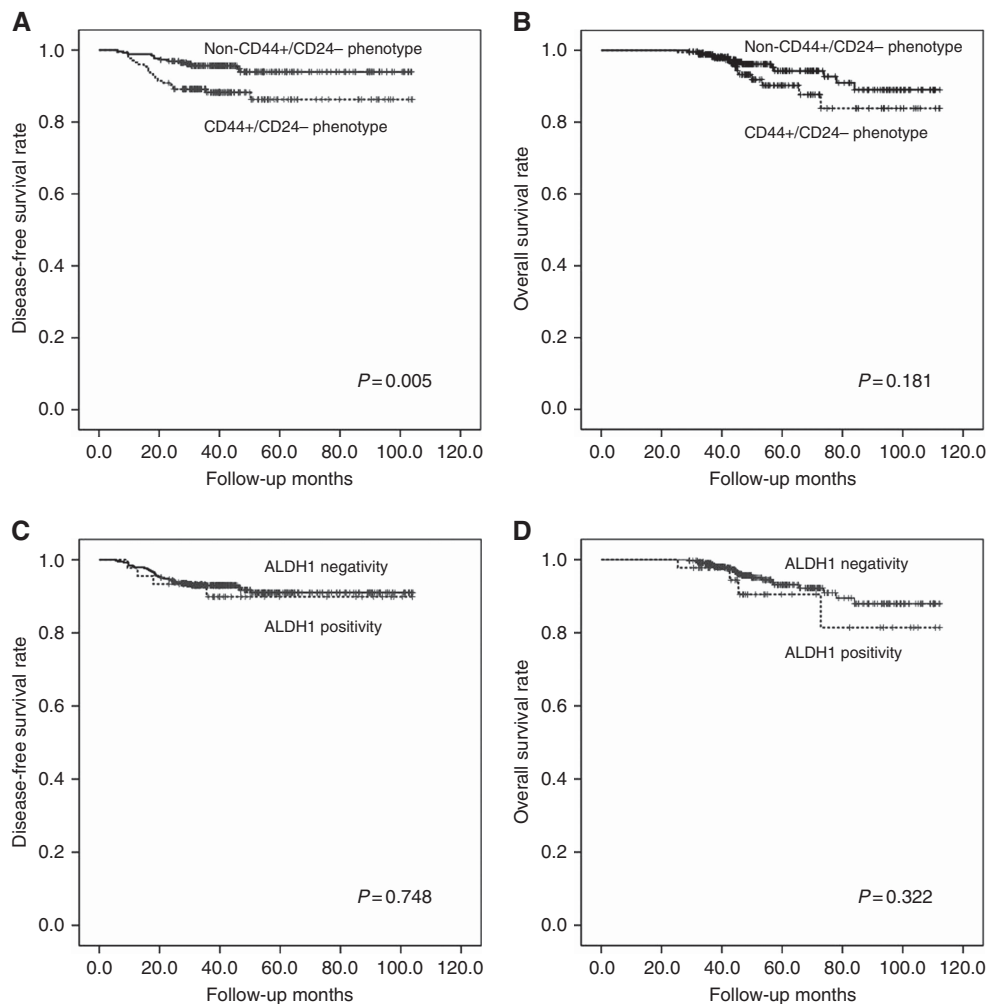 A
Disease-free survival rate
1.0
0.8
0.6
0.4
0.2
0.0
Non-CD44+/CD24– phenotype
CD44+/CD24– phenotype
P=0.005
0.0 20.0 40.0 60.0 80.0 100.0 120.0
Follow-up months
B
Overall survival rate
1.0
0.8
0.6
0.4
0.2
0.0
Non-CD44+/CD24– phenotype
CD44+/CD24– phenotype
P=0.181
0.0 20.0 40.0 60.0 80.0 100.0 120.0
Follow-up months
C
Disease-free survival rate
1.0
0.8
0.6
0.4
0.2
0.0
ALDH1 negativity
ALDH1 positivity
P=0.748
0.0 20.0 40.0 60.0 80.0 100.0 120.0
Follow-up months
D
Overall survival rate
1.0
0.8
0.6
0.4
0.2
0.0
ALDH1 negativity
ALDH1 positivity
P=0.322
0.0 20.0 40.0 60.0 80.0 100.0 120.0
Follow-up months